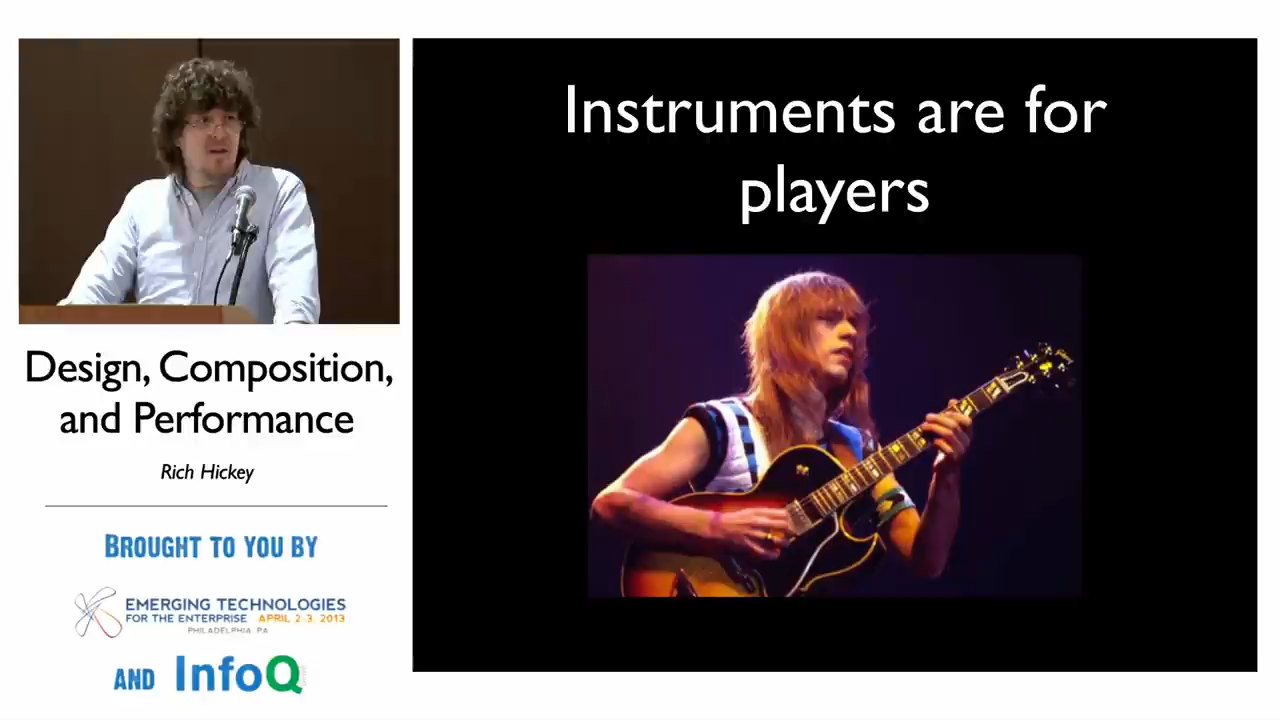 Instruments are for
players
Design, Composition,
and Performance
Rich Hickey
BROUGHT TO YOU BY
EMERGING TECHNOLOGIES
FOR THE ENTERPRISE APRIL 2-3, 2013
PHILADELPHIA, PA
AND InfoQ